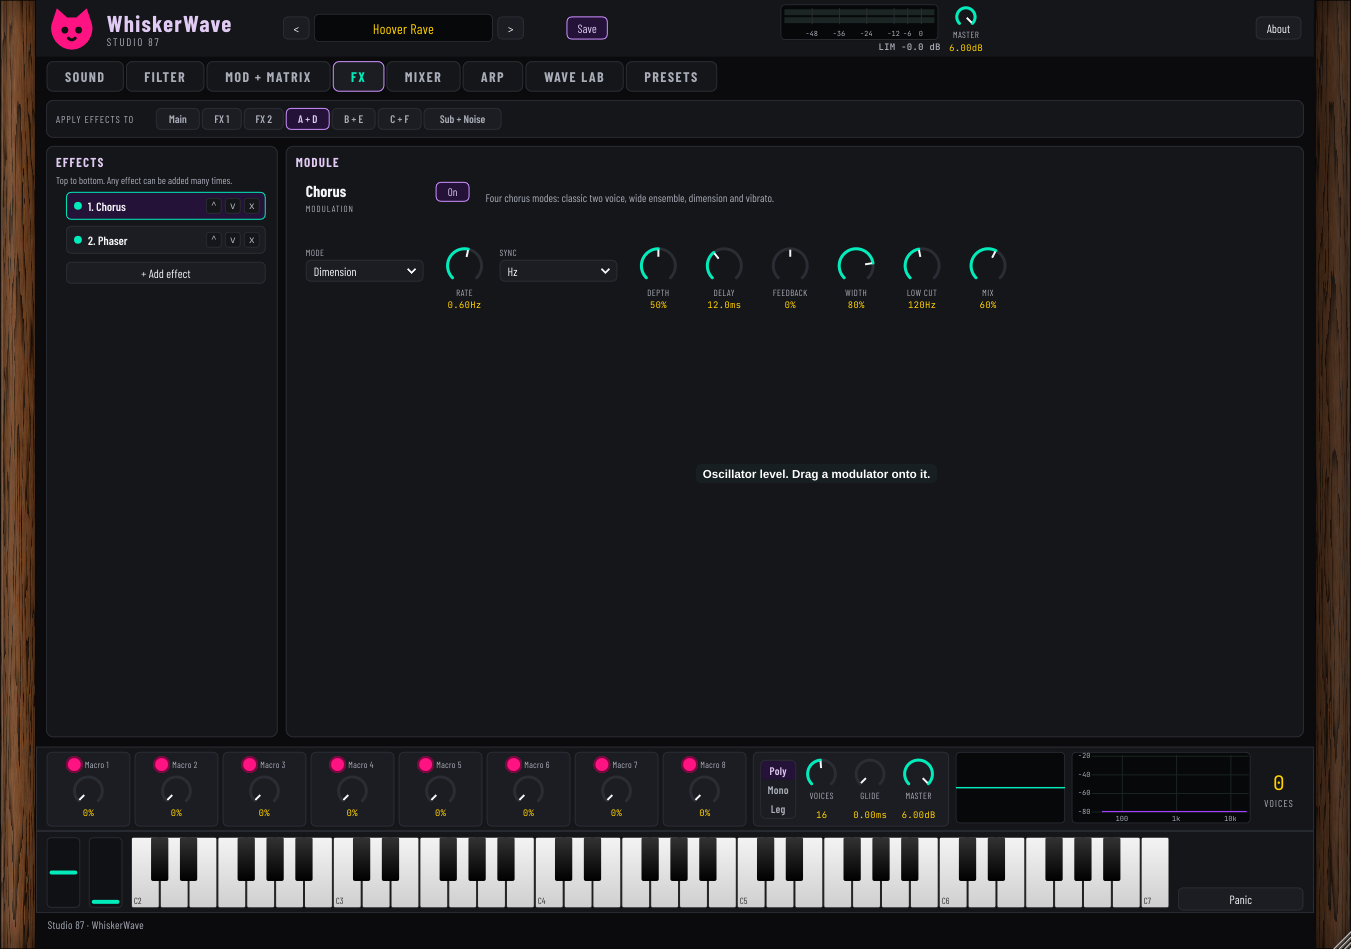 WhiskerWave
STUDIO 87
<
Hoover Rave
>
Save
-48 -36 -24 -12 -6 0
LIM -0.0 dB
MASTER
6.00dB
About
SOUND
FILTER
MOD + MATRIX
FX
MIXER
ARP
WAVE LAB
PRESETS
APPLY EFFECTS TO
Main
FX 1
FX 2
A + D
B + E
C + F
Sub + Noise
EFFECTS
Top to bottom. Any effect can be added many times.
1. Chorus
^ v x
2. Phaser
^ v x
+ Add effect
MODULE
Chorus
MODULATION
On
Four chorus modes: classic two voice, wide ensemble, dimension and vibrato.
MODE
Dimension
RATE
0.60Hz
SYNC
Hz
DEPTH
50%
DELAY
12.0ms
FEEDBACK
0%
WIDTH
80%
LOW CUT
120Hz
MIX
60%
Oscillator level. Drag a modulator onto it.
Macro 1
0%
Macro 2
0%
Macro 3
0%
Macro 4
0%
Macro 5
0%
Macro 6
0%
Macro 7
0%
Macro 8
0%
Poly
Mono
Leg
VOICES
16
GLIDE
0.00ms
MASTER
6.00dB
-20
-40
-60
-80
100 1k 10k
0
VOICES
C2 C3 C4 C5 C6 C7
Panic
Studio 87 · WhiskerWave